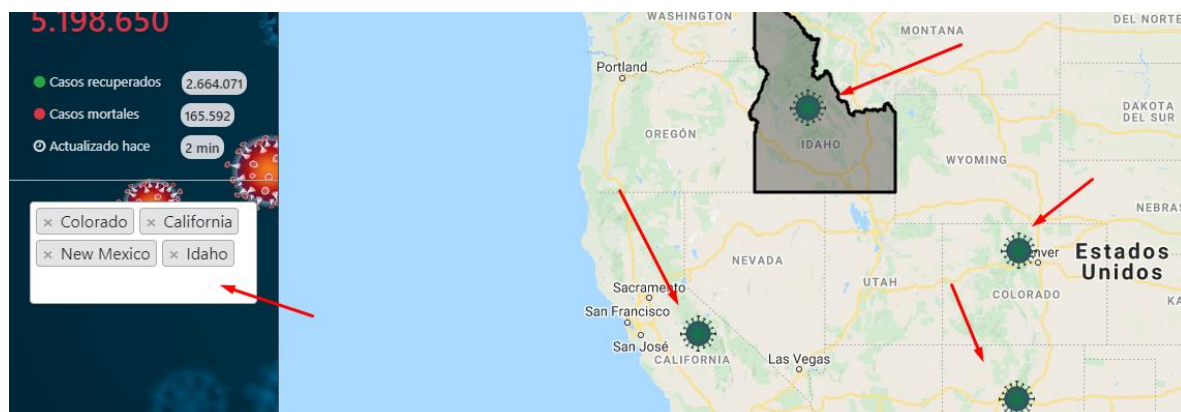 5.198.650
Casos recuperados 2.664.071
Casos mortales 165.592
Actualizado hace 2 min
× Colorado × California
× New Mexico × Idaho
WASHINGTON
MONTANA
DEL NORTE
Portland
DAKOTA
DEL SUR
OREGÓN
IDAHO
WYOMING
NEBRAS
NEVADA
UTAH
Estados
Unidos
COLORADO
KA
Sacramento
San Francisco
San José
CALIFORNIA
Las Vegas